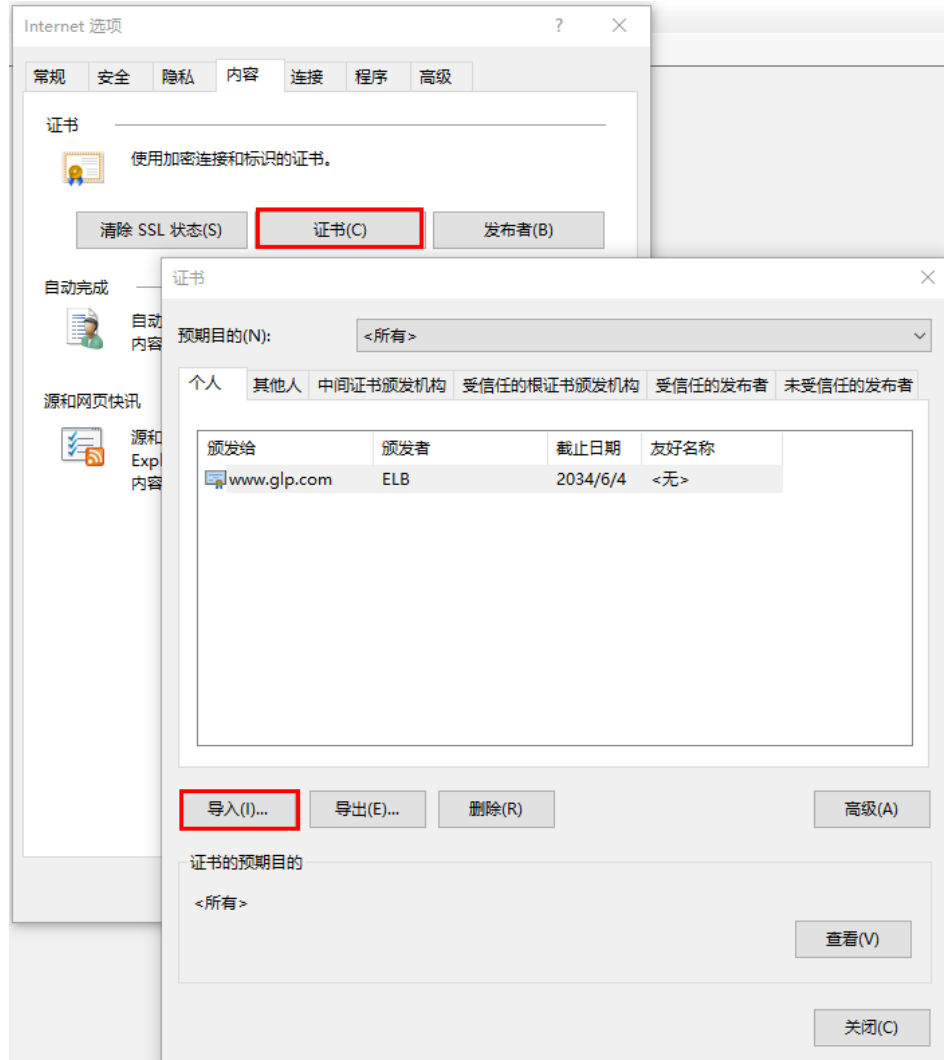 Internet 选项
常规 安全 隐私 内容 连接 程序 高级
证书
使用加密连接和标识的证书。
清除 SSL 状态(S) 证书(C) 发布者(B)
自动完成
自动
内容
源和网页快讯
源和
Expl
内容
证书
预期目的(N): <所有>
个人 其他人 中间证书颁发机构 受信任的根证书颁发机构 受信任的发布者 未受信任的发布者
颁发给 颁发者 截止日期 友好名称
www.glp.com ELB 2034/6/4 <无>
导入(I)... 导出(E)... 删除(R) 高级(A)
证书的预期目的
<所有>
查看(V)
关闭(C)